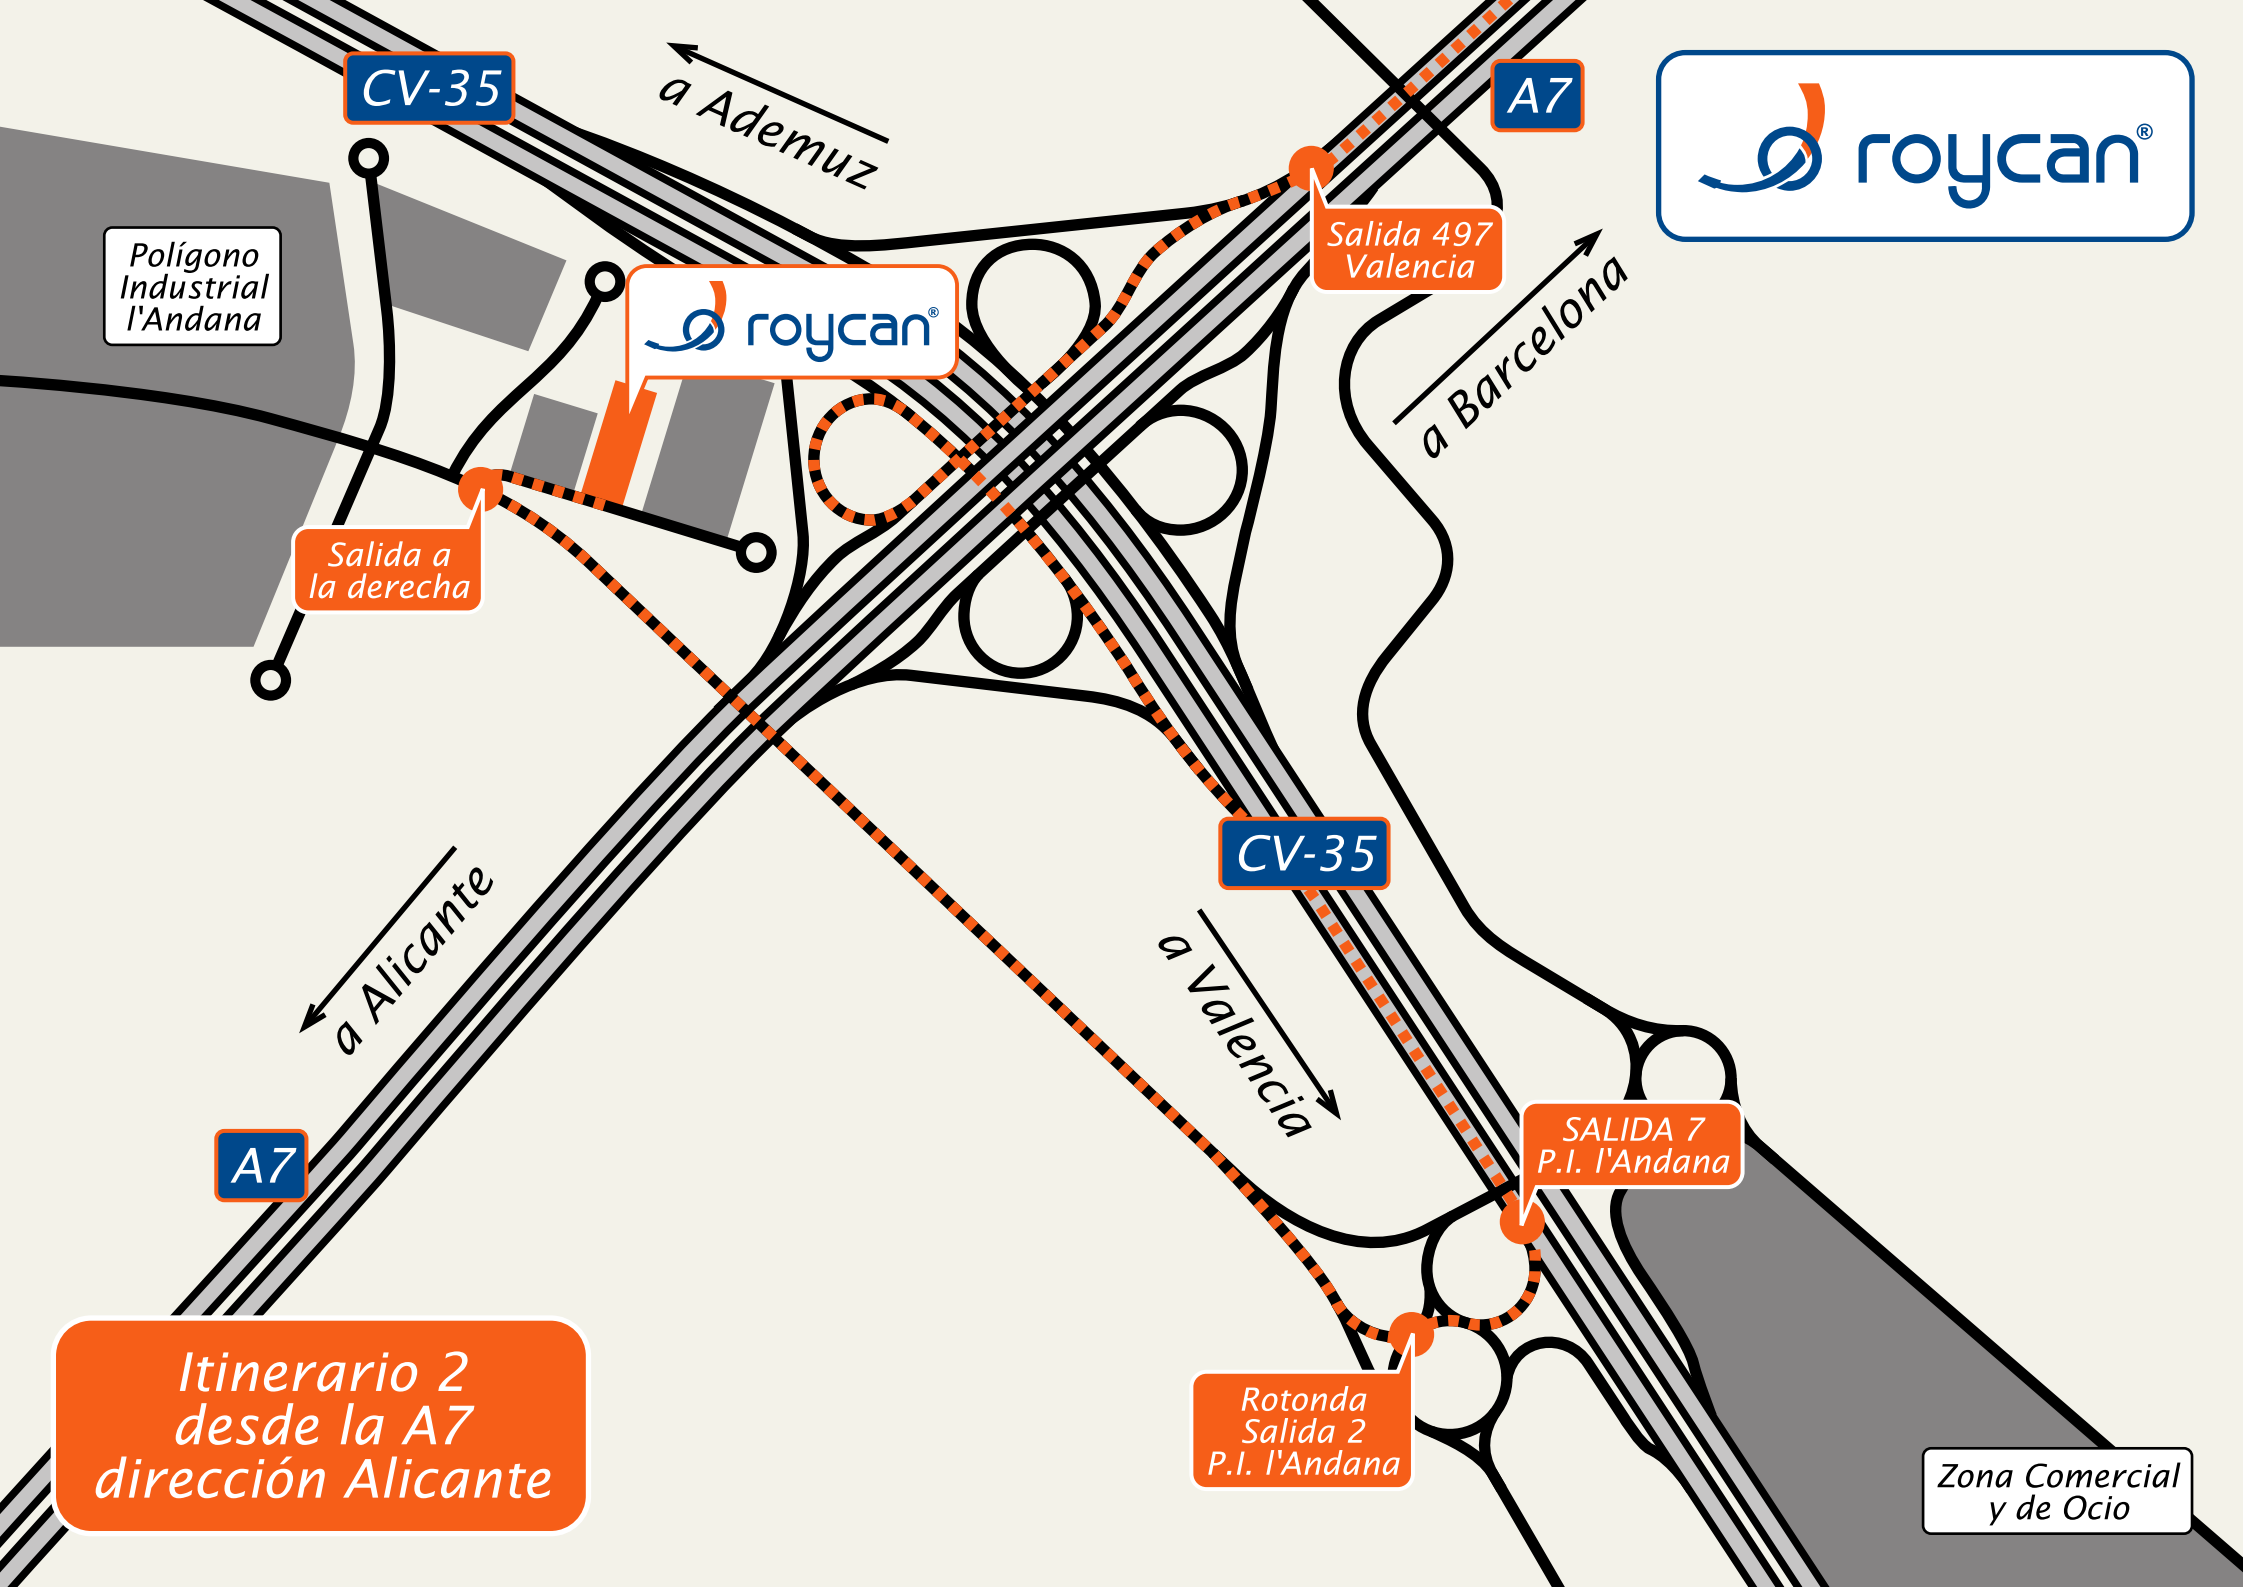 CV-35
a Ademuz
A7
roycan®
Salida 497
Valencia
Polígono
Industrial
l'Andana
roycan®
a Barcelona
Salida a
la derecha
CV-35
a Alicante
a Valencia
A7
SALIDA 7
P.I. l'Andana
Itinerario 2
desde la A7
dirección Alicante
Rotonda
Salida 2
P.I. l'Andana
Zona Comercial
y de Ocio